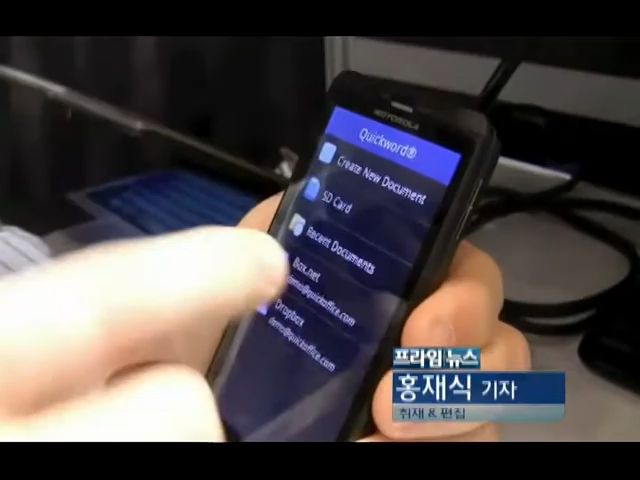 MOTOROLA
Quickword®
Create New Document
SD Card
Recent Documents
Box.net
demo@quickoffice.com
Dropbox
demo@quickoffice.com
프라임 뉴스
홍재식 기자
취재 & 편집